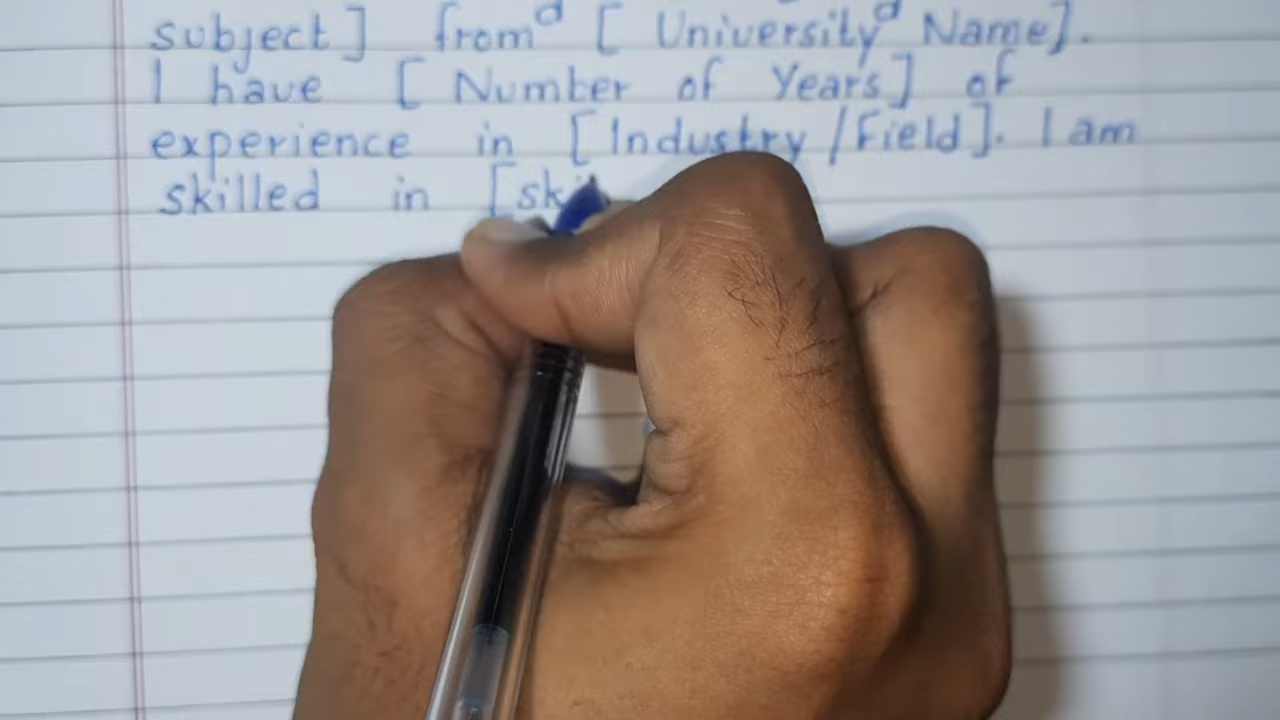 subject] from [ University Name].
I have [ Number of Years] of
experience in [Industry /Field]. I am
skilled in [sk